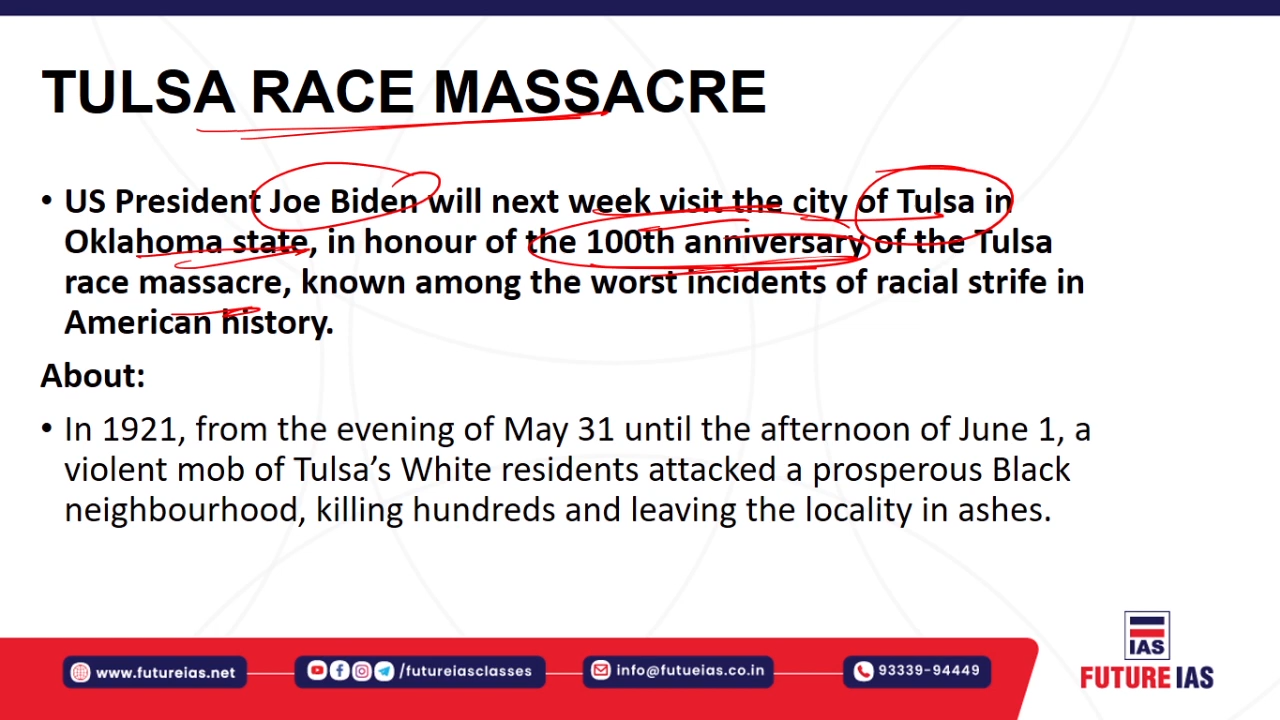 TULSA RACE MASSACRE
• US President Joe Biden will next week visit the city of Tulsa in
Oklahoma state, in honour of the 100th anniversary of the Tulsa
race massacre, known among the worst incidents of racial strife in
American history.
About:
• In 1921, from the evening of May 31 until the afternoon of June 1, a
violent mob of Tulsa’s White residents attacked a prosperous Black
neighbourhood, killing hundreds and leaving the locality in ashes.
IAS
FUTURE IAS
www.futureias.net
/futureiasclasses
info@futueias.co.in
93339-94449